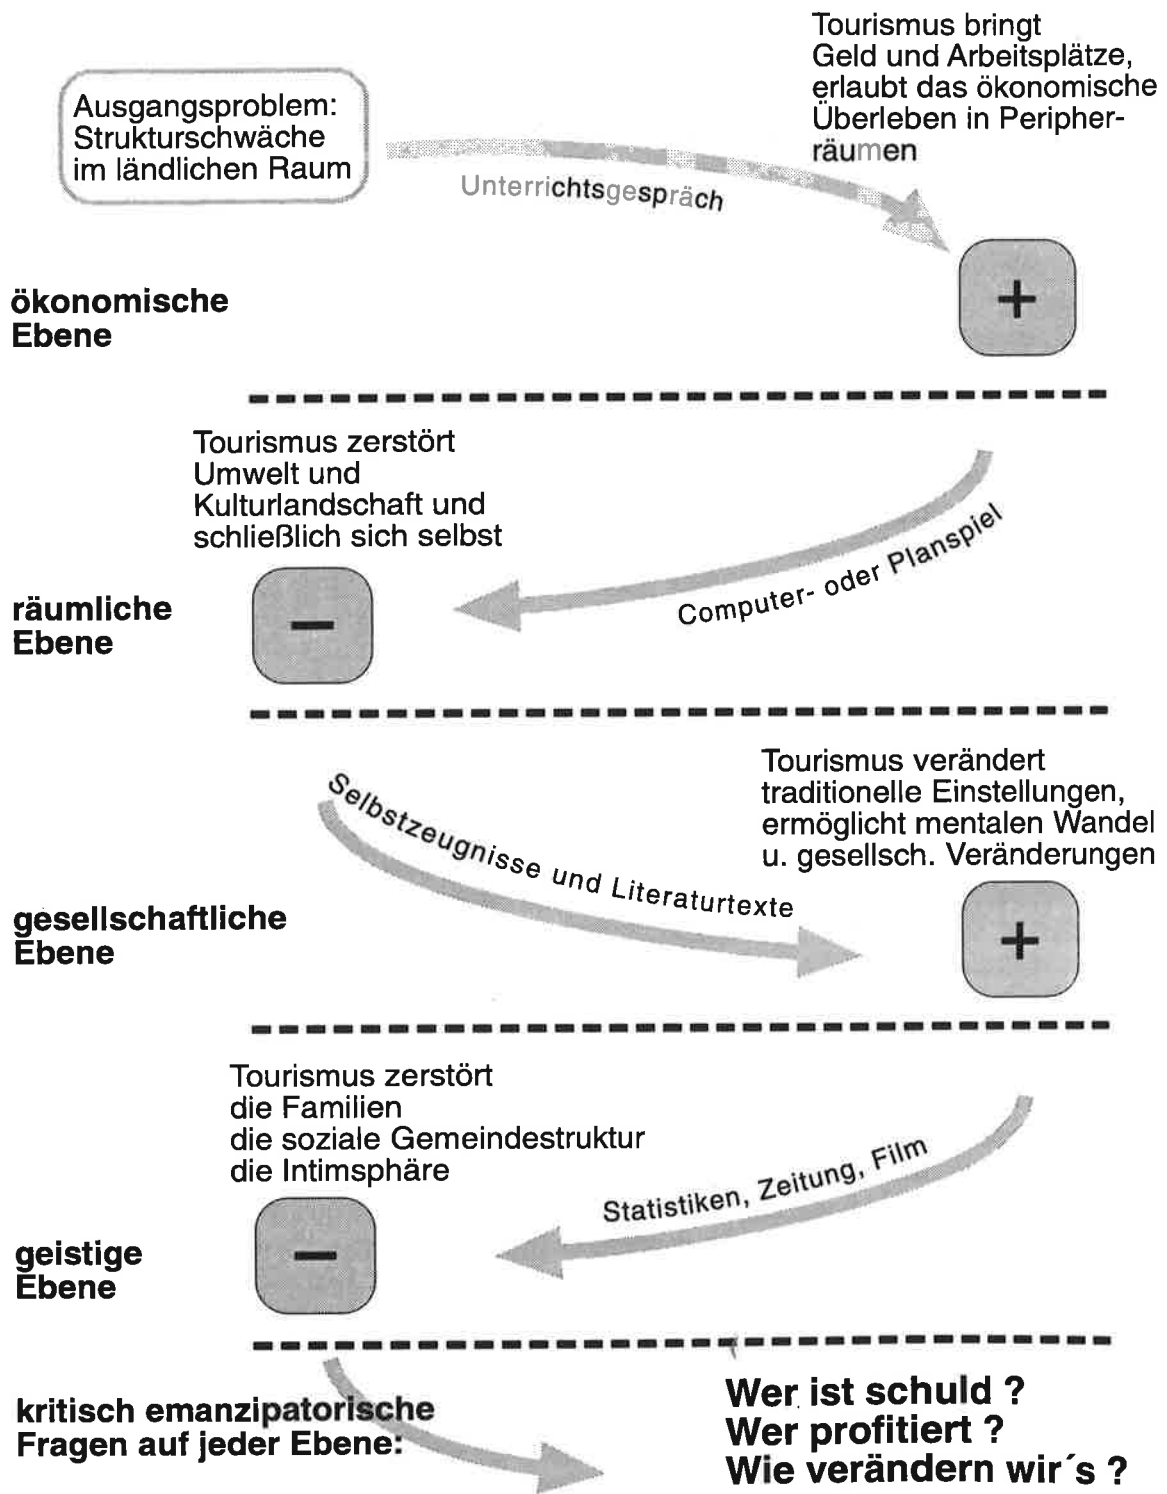 Ausgangsproblem:
Strukturschwäche
im ländlichen Raum
Unterrichtsgespräch
Tourismus bringt
Geld und Arbeitsplätze,
erlaubt das ökonomische
Überleben in Peripher-
räumen
+
ökonomische
Ebene
Tourismus zerstört
Umwelt und
Kulturlandschaft und
schließlich sich selbst
Computer- oder Planspiel
−
räumliche
Ebene
Selbstzeugnisse und Literaturtexte
Tourismus verändert
traditionelle Einstellungen,
ermöglicht mentalen Wandel
u. gesellsch. Veränderungen
+
gesellschaftliche
Ebene
Tourismus zerstört
die Familien
die soziale Gemeindestruktur
die Intimsphäre
Statistiken, Zeitung, Film
−
geistige
Ebene
kritisch emanzipatorische
Fragen auf jeder Ebene:
Wer ist schuld ?
Wer profitiert ?
Wie verändern wir´s ?